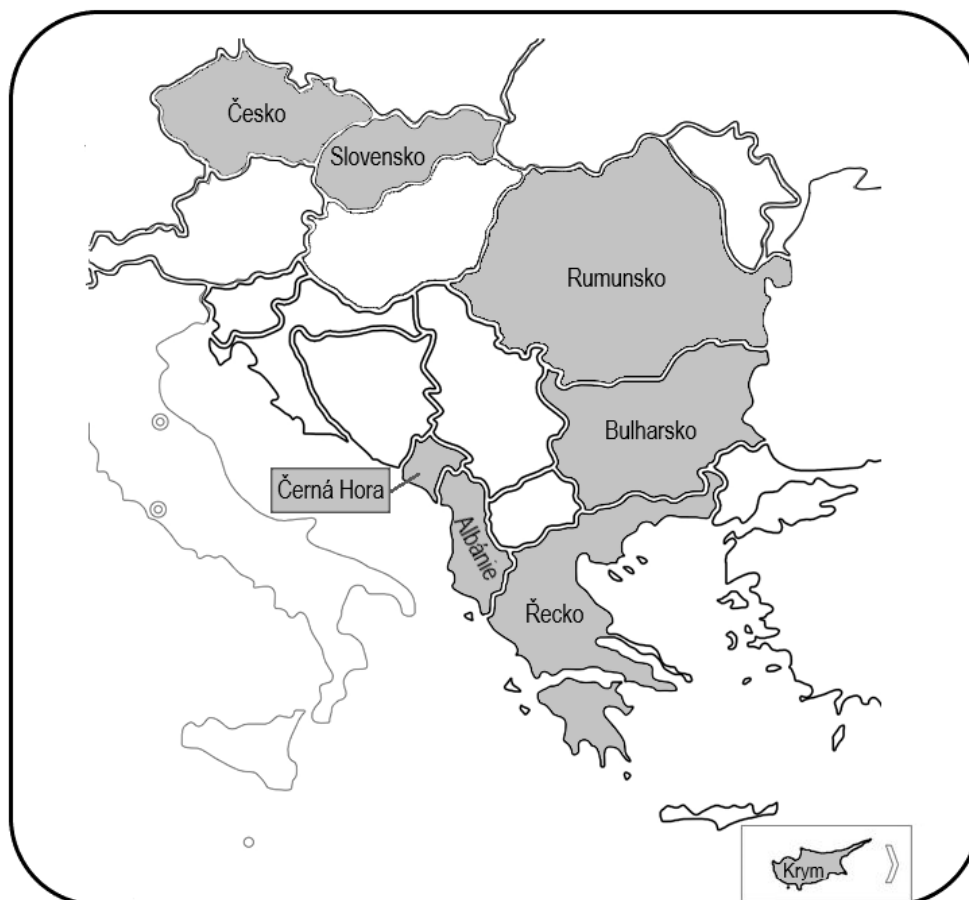 Česko
Slovensko
Rumunsko
Bulharsko
Černá Hora
Albánie
Řecko
Krym